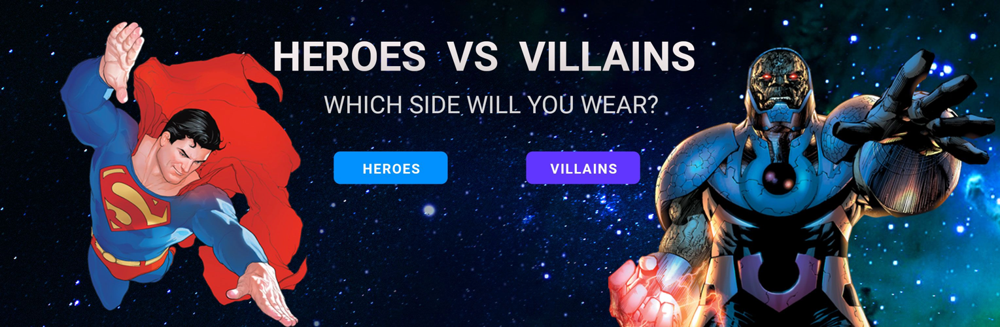 HEROES VS VILLAINS
WHICH SIDE WILL YOU WEAR?
HEROES
VILLAINS
S